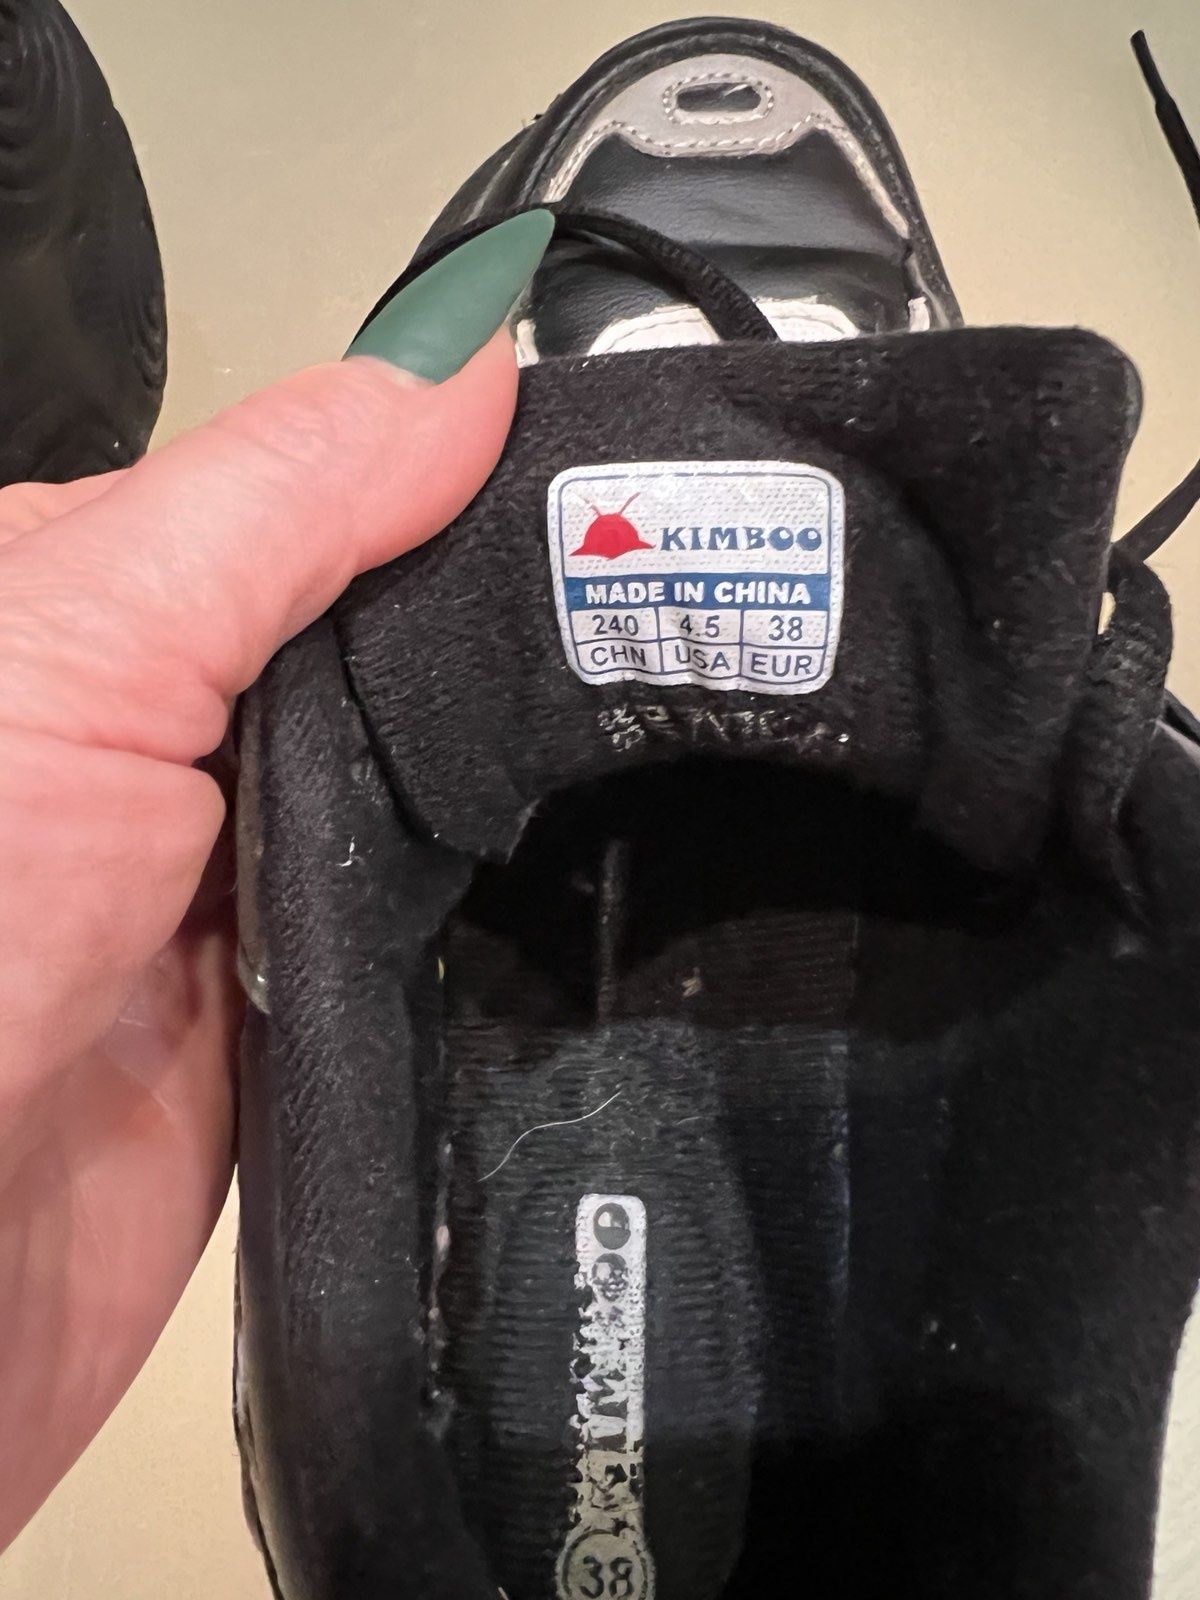 KIMBOO
MADE IN CHINA
240 4.5 38
CHN USA EUR
38